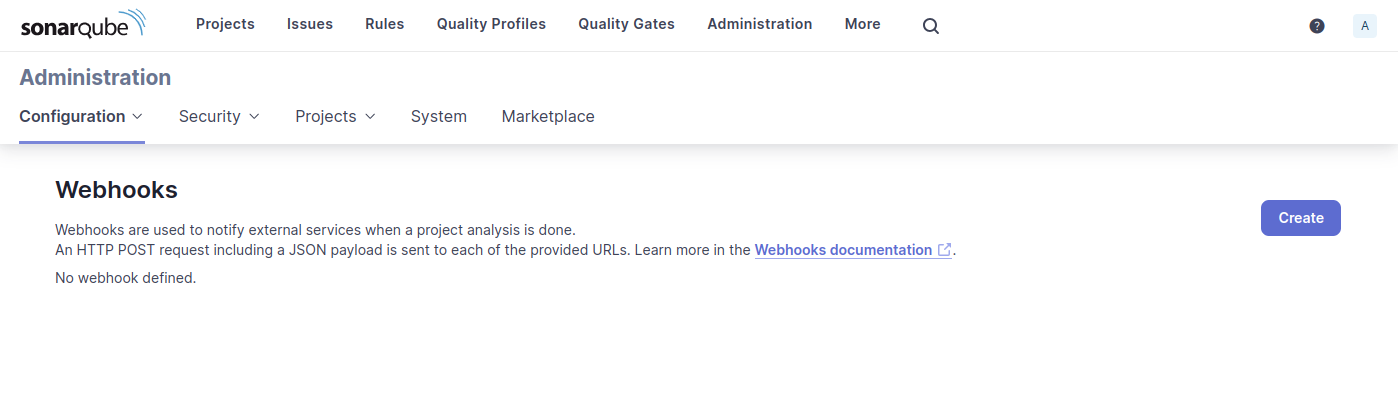 sonarqube
Projects Issues Rules Quality Profiles Quality Gates Administration More ? A
Administration
Configuration Security Projects System Marketplace
Webhooks
Create
Webhooks are used to notify external services when a project analysis is done.
An HTTP POST request including a JSON payload is sent to each of the provided URLs. Learn more in the Webhooks documentation.
No webhook defined.